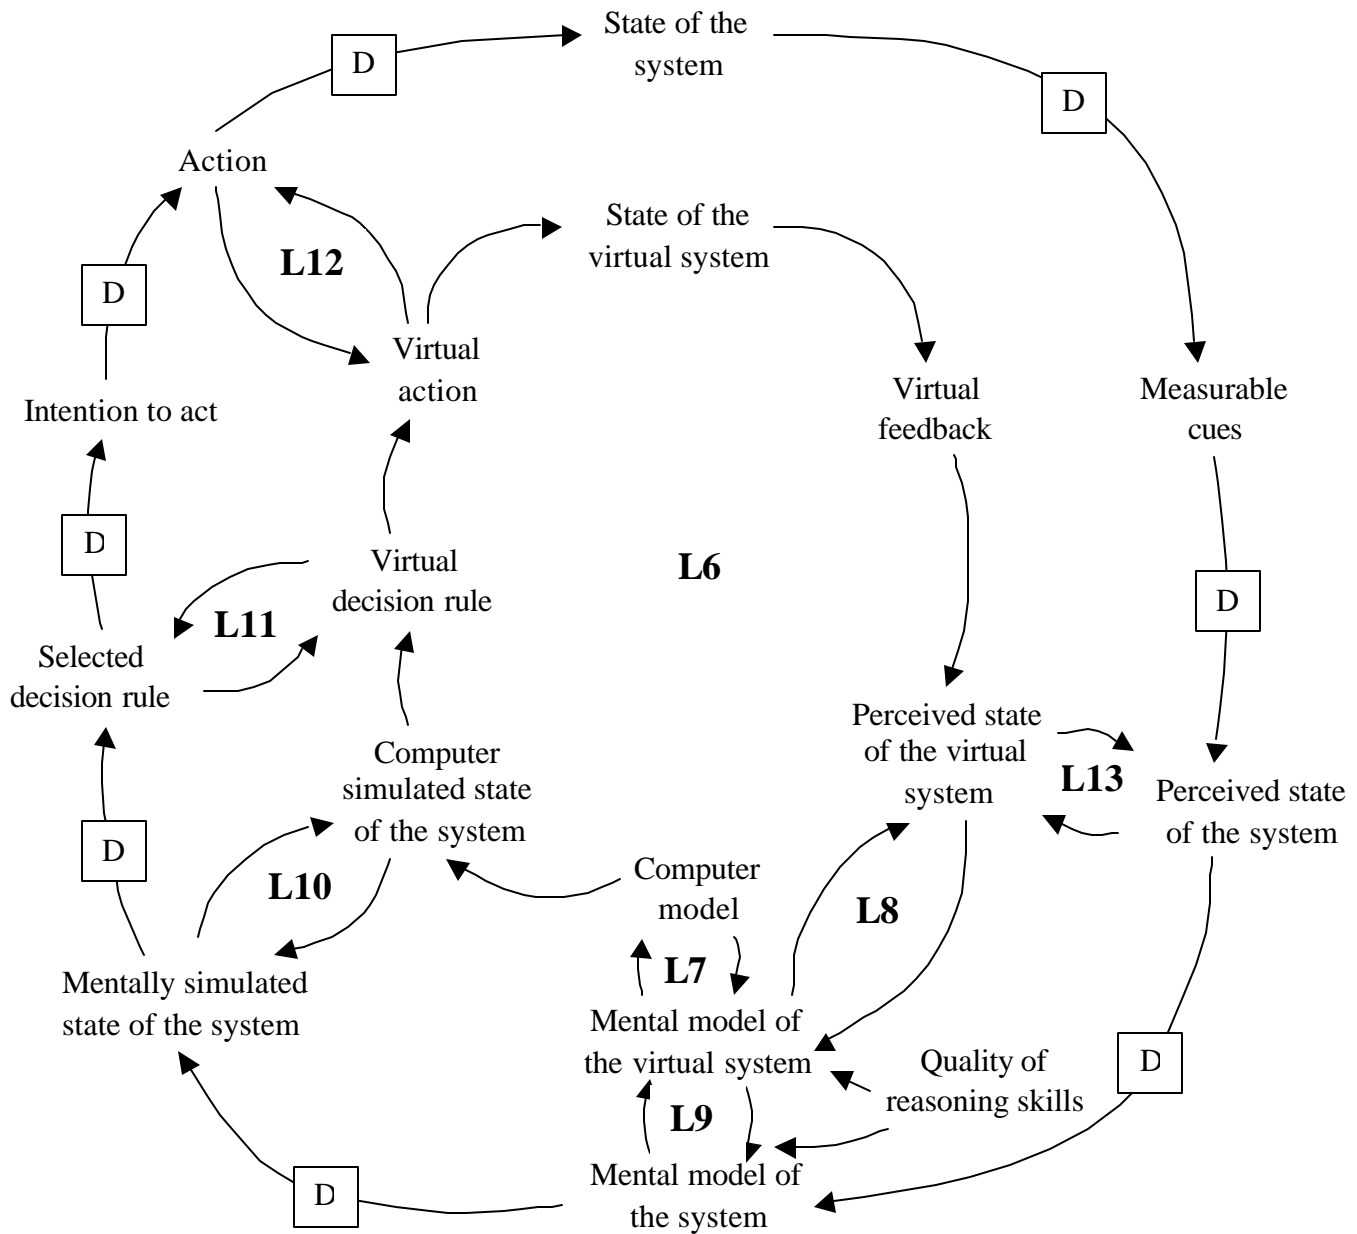 State of the
system
D
D
Action
State of the
virtual system
L12
D
Virtual
action
Virtual
feedback
Measurable
cues
Intention to act
D
Virtual
decision rule
L6
D
L11
Selected
decision rule
Computer
simulated state
of the system
Perceived state
of the virtual
system
L13
Perceived state
of the system
D
L10
Computer
model
L8
Mentally simulated
state of the system
L7
Mental model of
the virtual system
Quality of
reasoning skills
D
L9
Mental model of
the system
D